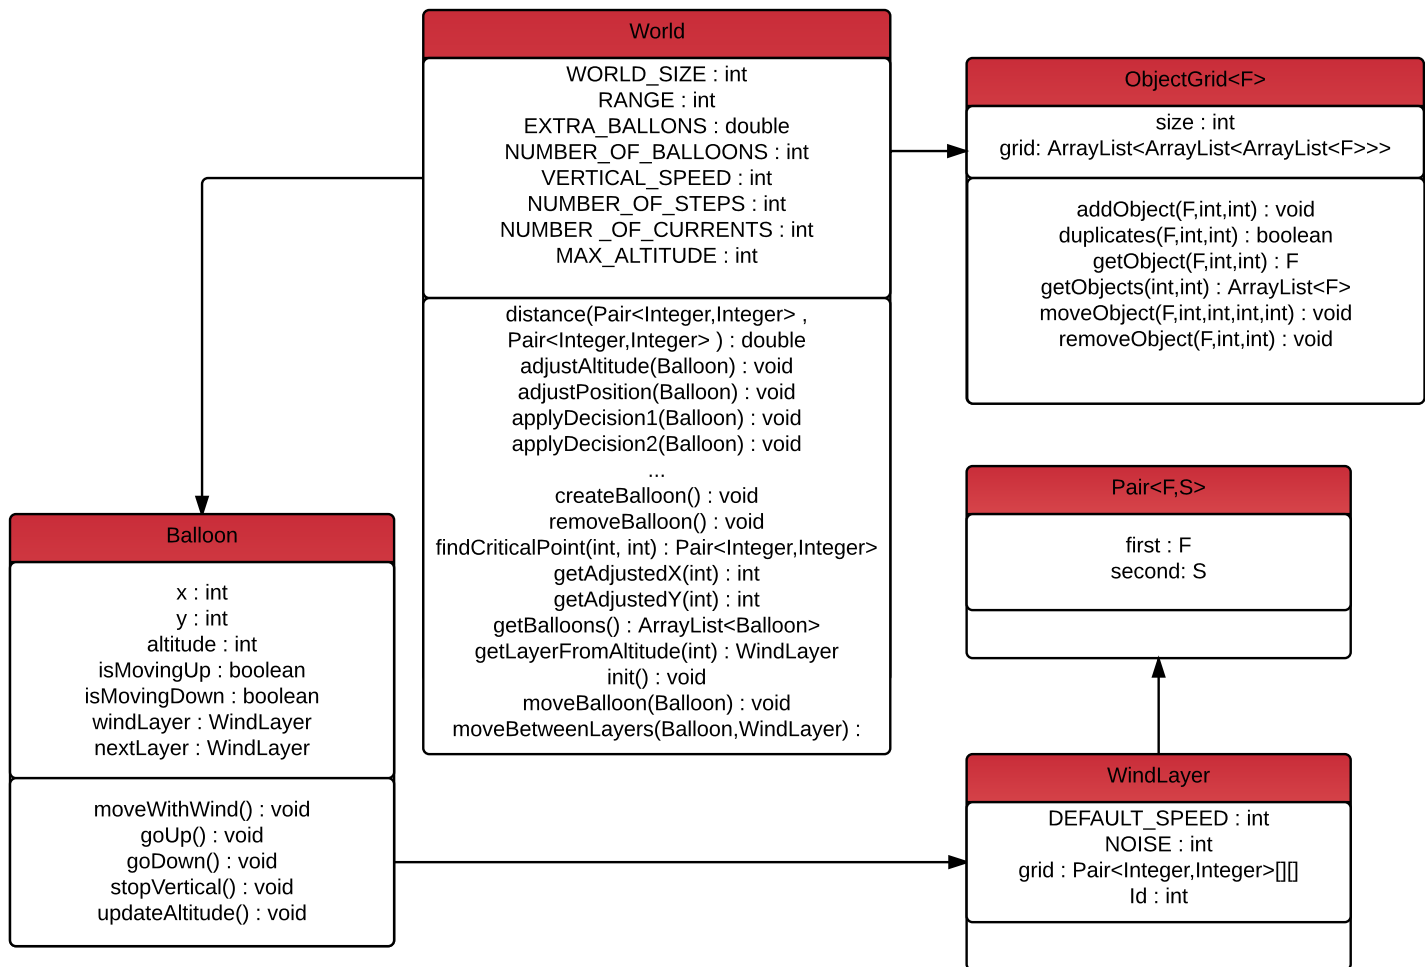 World
WORLD_SIZE : int
RANGE : int
EXTRA_BALLONS : double
NUMBER_OF_BALLOONS : int
VERTICAL_SPEED : int
NUMBER_OF_STEPS : int
NUMBER _OF_CURRENTS : int
MAX_ALTITUDE : int
distance(Pair<Integer,Integer> ,
Pair<Integer,Integer> ) : double
adjustAltitude(Balloon) : void
adjustPosition(Balloon) : void
applyDecision1(Balloon) : void
applyDecision2(Balloon) : void
...
createBalloon() : void
removeBalloon() : void
findCriticalPoint(int, int) : Pair<Integer,Integer>
getAdjustedX(int) : int
getAdjustedY(int) : int
getBalloons() : ArrayList<Balloon>
getLayerFromAltitude(int) : WindLayer
init() : void
moveBalloon(Balloon) : void
moveBetweenLayers(Balloon,WindLayer) :
ObjectGrid<F>
size : int
grid: ArrayList<ArrayList<ArrayList<F>>>
addObject(F,int,int) : void
duplicates(F,int,int) : boolean
getObject(F,int,int) : F
getObjects(int,int) : ArrayList<F>
moveObject(F,int,int,int,int) : void
removeObject(F,int,int) : void
Balloon
x : int
y : int
altitude : int
isMovingUp : boolean
isMovingDown : boolean
windLayer : WindLayer
nextLayer : WindLayer
moveWithWind() : void
goUp() : void
goDown() : void
stopVertical() : void
updateAltitude() : void
Pair<F,S>
first : F
second: S
WindLayer
DEFAULT_SPEED : int
NOISE : int
grid : Pair<Integer,Integer>[][]
Id : int